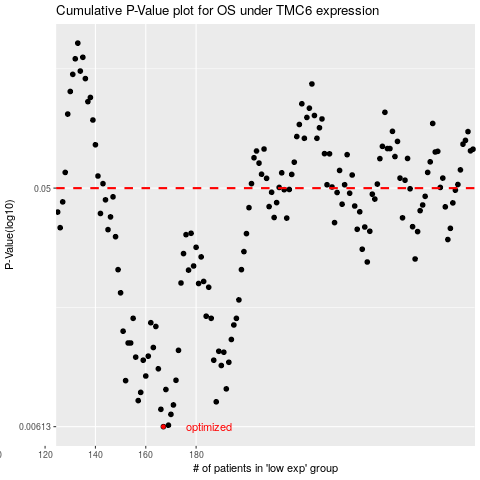 Cumulative P-Value plot for OS under TMC6 expression
P-Value(log10)
0.05
0.00613
optimized
0 120 140 160 180
# of patients in 'low exp' group